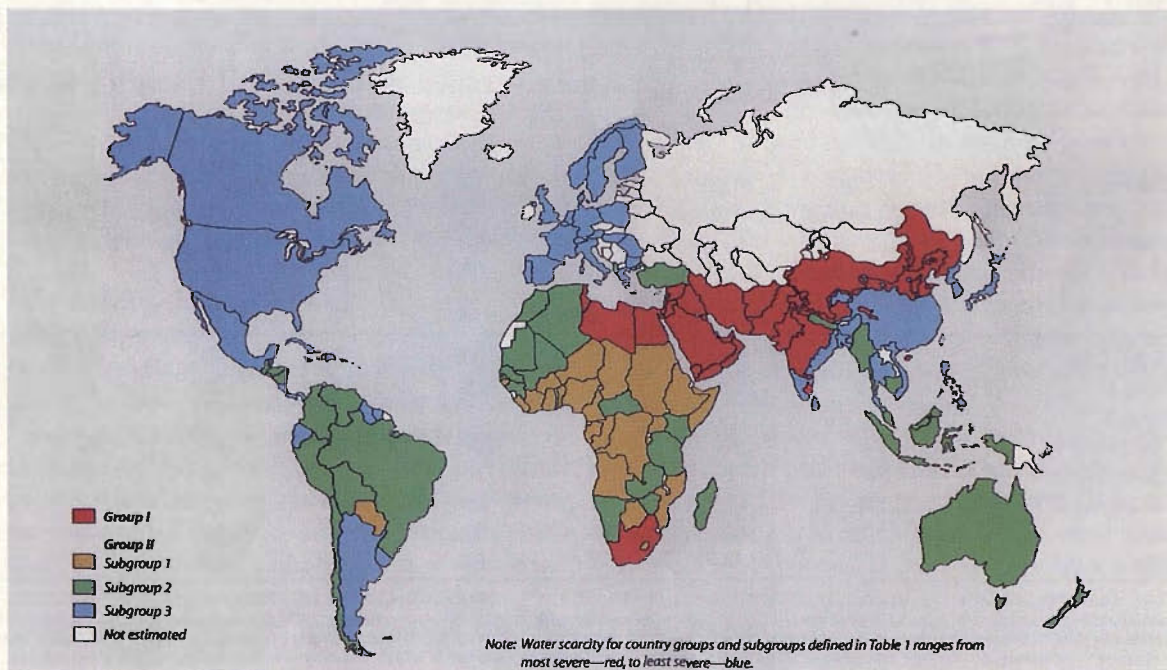 Group I
Group II
Subgroup 1
Subgroup 2
Subgroup 3
Not estimated
Note: Water scarcity for country groups and subgroups defined in Table 1 ranges from
most severe—red, to least severe—blue.